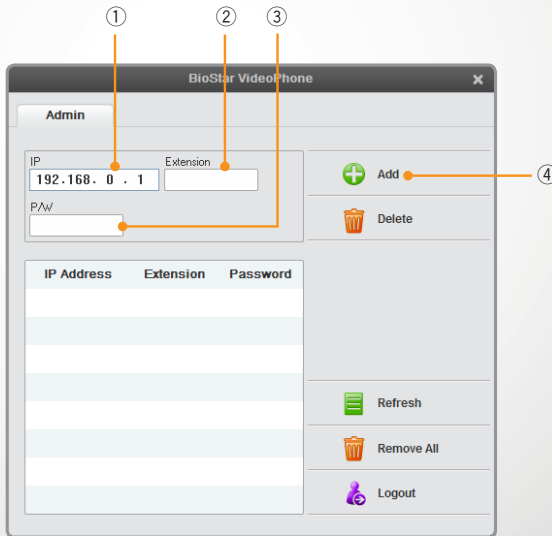 ① ② ③
BioStar VideoPhone
Admin
IP Extension
192.168. 0 . 1
Add ④
P/W
Delete
IP Address Extension Password
Refresh
Remove All
Logout